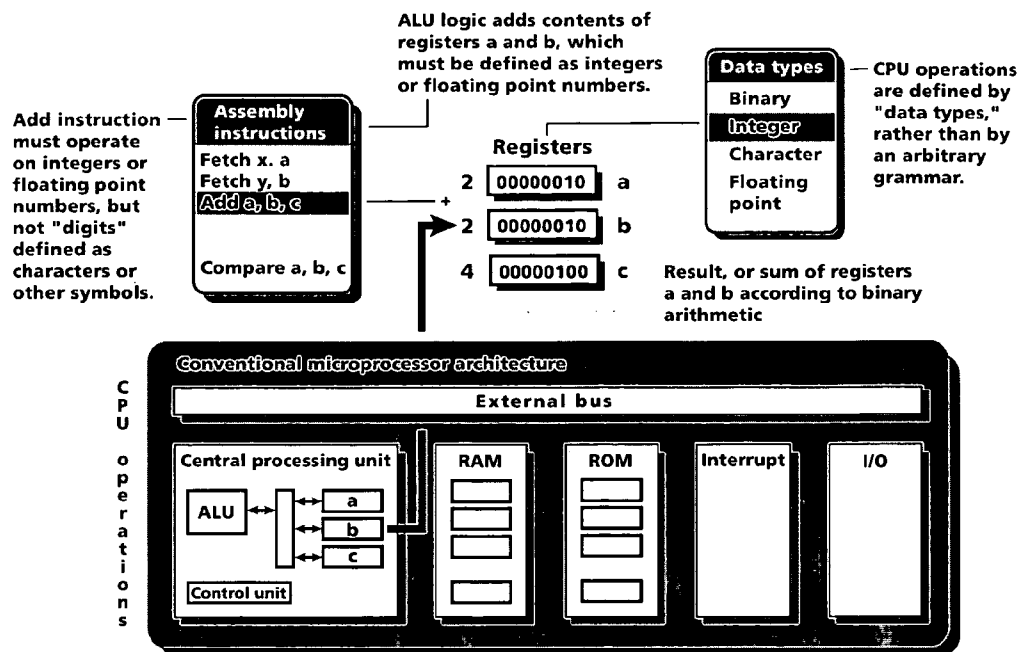 ALU logic adds contents of
registers a and b, which
must be defined as integers
or floating point numbers.
Add instruction
must operate
on integers or
floating point
numbers, but
not "digits"
defined as
characters or
other symbols.
Assembly
instructions
Fetch x. a
Fetch y, b
Add a, b, c
Compare a, b, c
Registers
+
2 00000010 a
2 00000010 b
4 00000100 c
Data types
Binary
Integer
Character
Floating
point
CPU operations
are defined by
"data types,"
rather than by
an arbitrary
grammar.
Result, or sum of registers
a and b according to binary
arithmetic
CPU operations
Conventional microprocessor architecture
External bus
Central processing unit
ALU
a
b
c
Control unit
RAM
ROM
Interrupt
I/O